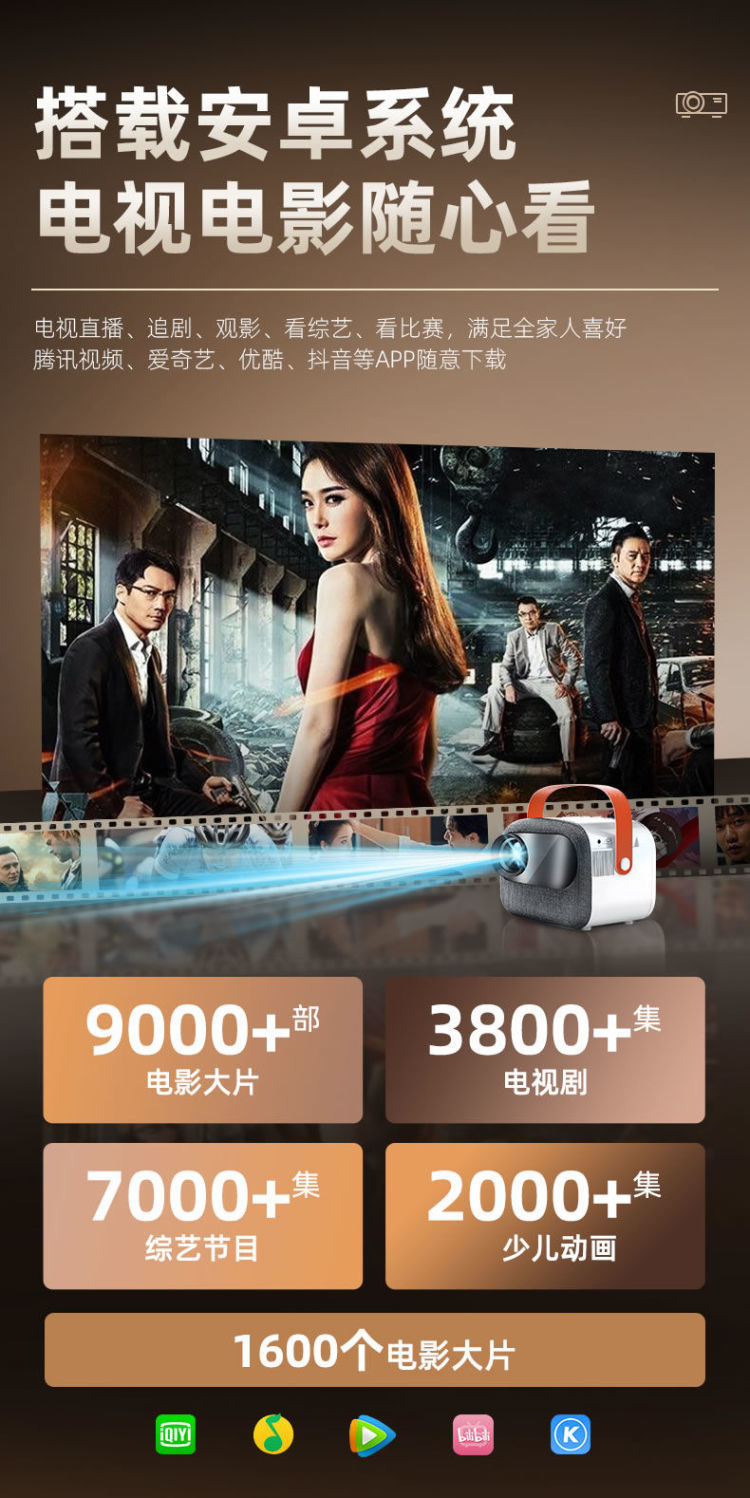 搭载安卓系统
电视电影随心看
电视直播、追剧、观影、看综艺、看比赛，满足全家人喜好
腾讯视频、爱奇艺、优酷、抖音等APP随意下载
9000+部
电影大片
3800+集
电视剧
7000+集
综艺节目
2000+集
少儿动画
1600个电影大片
iQIYI
bilibili
K